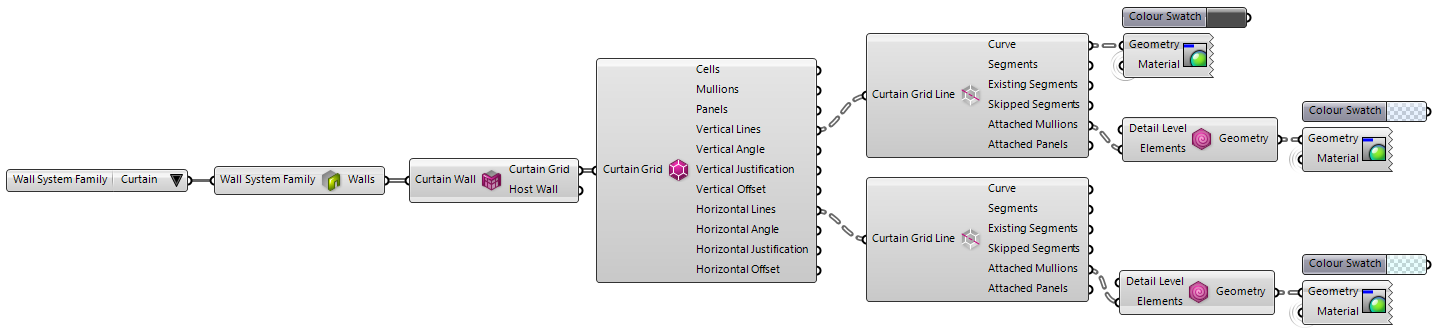 Wall System Family Curtain
Wall System Family Walls
Curtain Wall Curtain Grid
Host Wall
Curtain Grid
Cells
Mullions
Panels
Vertical Lines
Vertical Angle
Vertical Justification
Vertical Offset
Horizontal Lines
Horizontal Angle
Horizontal Justification
Horizontal Offset
Curtain Grid Line
Curve
Segments
Existing Segments
Skipped Segments
Attached Mullions
Attached Panels
Colour Swatch
Geometry
Material
Detail Level
Elements
Geometry
Colour Swatch
Geometry
Material
Curtain Grid Line
Curve
Segments
Existing Segments
Skipped Segments
Attached Mullions
Attached Panels
Detail Level
Elements
Geometry
Colour Swatch
Geometry
Material